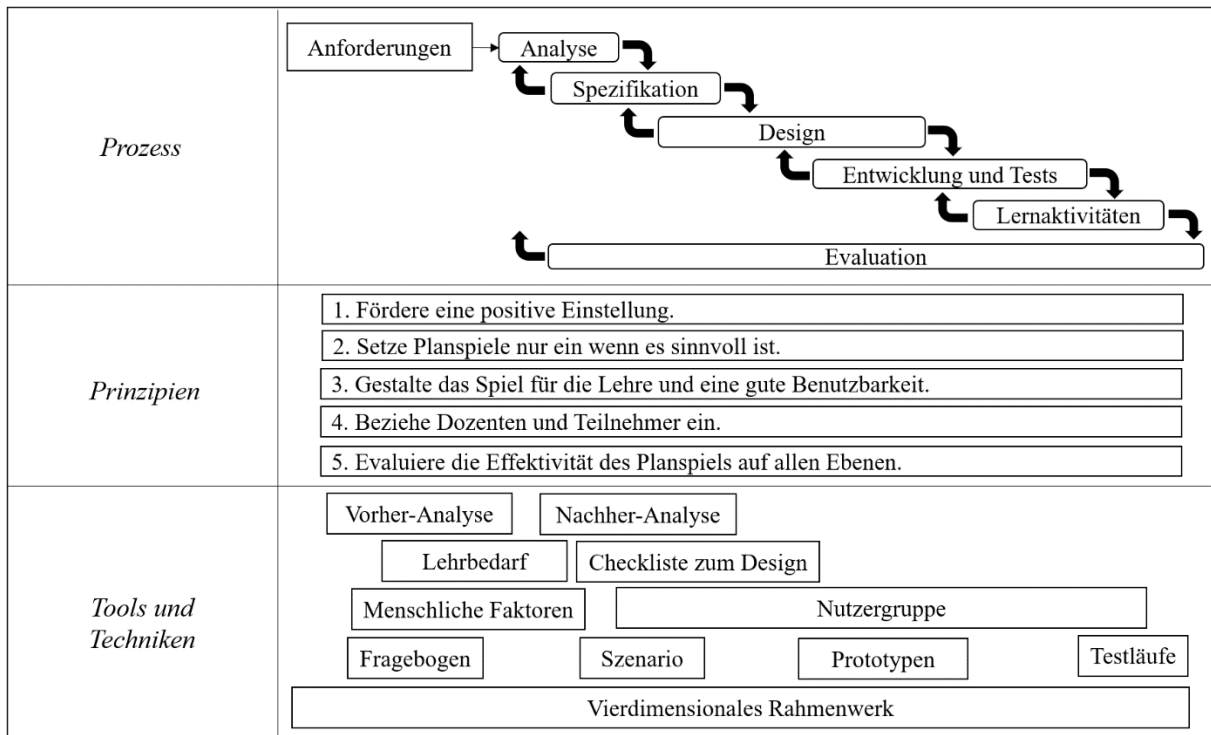 Prozess
Anforderungen
Analyse
Spezifikation
Design
Entwicklung und Tests
Lernaktivitäten
Evaluation
Prinzipien
1. Fördere eine positive Einstellung.
2. Setze Planspiele nur ein wenn es sinnvoll ist.
3. Gestalte das Spiel für die Lehre und eine gute Benutzbarkeit.
4. Beziehe Dozenten und Teilnehmer ein.
5. Evaluiere die Effektivität des Planspiels auf allen Ebenen.
Tools und
Techniken
Vorher-Analyse
Nachher-Analyse
Lehrbedarf
Checkliste zum Design
Menschliche Faktoren
Nutzergruppe
Fragebogen
Szenario
Prototypen
Testläufe
Vierdimensionales Rahmenwerk